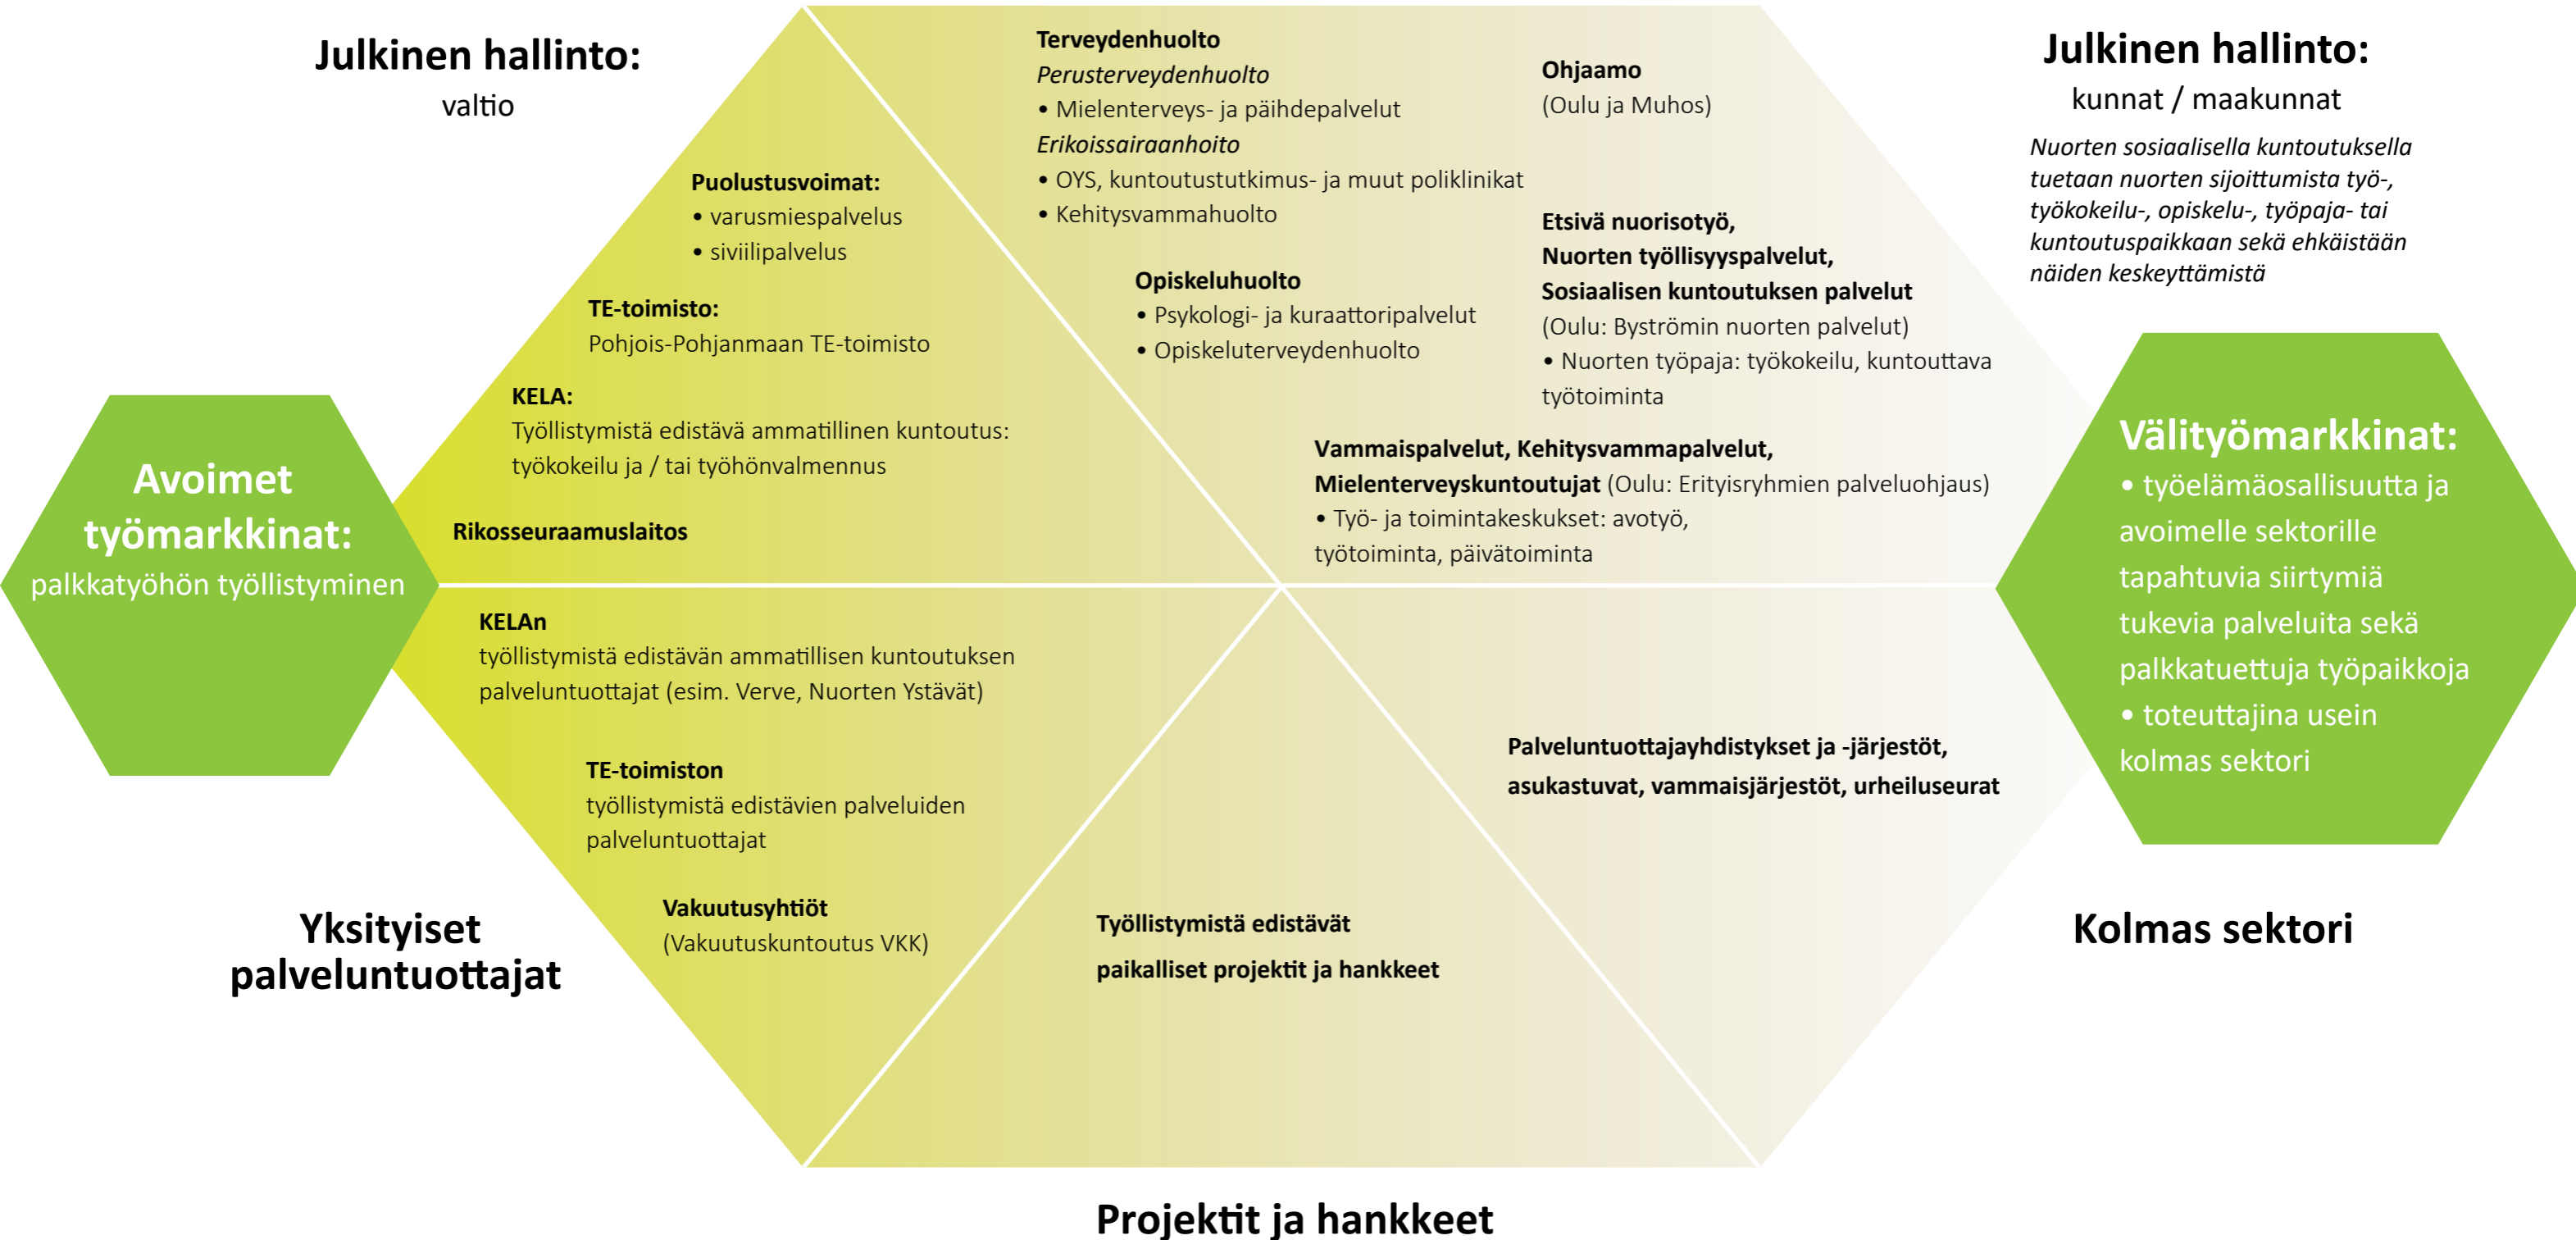 Julkinen hallinto:
valtio
Puolustusvoimat:
• varusmiespalvelus
• siviilipalvelus
TE-toimisto:
Pohjois-Pohjanmaan TE-toimisto
KELA:
Työllistymistä edistävä ammatillinen kuntoutus:
työkokeilu ja / tai työhönvalmennus
Rikosseuraamuslaitos
Terveydenhuolto
Perusterveydenhuolto
• Mielenterveys- ja päihdepalvelut
Erikoissairaanhoito
• OYS, kuntoutustutkimus- ja muut poliklinikat
• Kehitysvammahuolto
Opiskeluhuolto
• Psykologi- ja kuraattoripalvelut
• Opiskeluterveydenhuolto
Ohjaamo
(Oulu ja Muhos)
Etsivä nuorisotyö,
Nuorten työllisyyspalvelut,
Sosiaalisen kuntoutuksen palvelut
(Oulu: Byströmin nuorten palvelut)
• Nuorten työpaja: työkokeilu, kuntouttava
työtoiminta
Vammaispalvelut, Kehitysvammapalvelut,
Mielenterveyskuntoutujat (Oulu: Erityisryhmien palveluohjaus)
• Työ- ja toimintakeskukset: avotyö,
työtoiminta, päivätoiminta
Julkinen hallinto:
kunnat / maakunnat
Nuorten sosiaalisella kuntoutuksella
tuetaan nuorten sijoittumista työ-,
työkokeilu-, opiskelu-, työpaja- tai
kuntoutuspaikkaan sekä ehkäistään
näiden keskeyttämistä
Avoimet
työmarkkinat:
palkkatyöhön työllistyminen
Välityömarkkinat:
• työelämäosallisuutta ja
avoimelle sektorille
tapahtuvia siirtymiä
tukevia palveluita sekä
palkkatuettuja työpaikkoja
• toteuttajina usein
kolmas sektori
KELAn
työllistymistä edistävän ammatillisen kuntoutuksen
palveluntuottajat (esim. Verve, Nuorten Ystävät)
TE-toimiston
työllistymistä edistävien palveluiden
palveluntuottajat
Vakuutusyhtiöt
(Vakuutuskuntoutus VKK)
Yksityiset
palveluntuottajat
Työllistymistä edistävät
paikalliset projektit ja hankkeet
Projektit ja hankkeet
Palveluntuottajayhdistykset ja -järjestöt,
asukastuvat, vammaisjärjestöt, urheiluseurat
Kolmas sektori